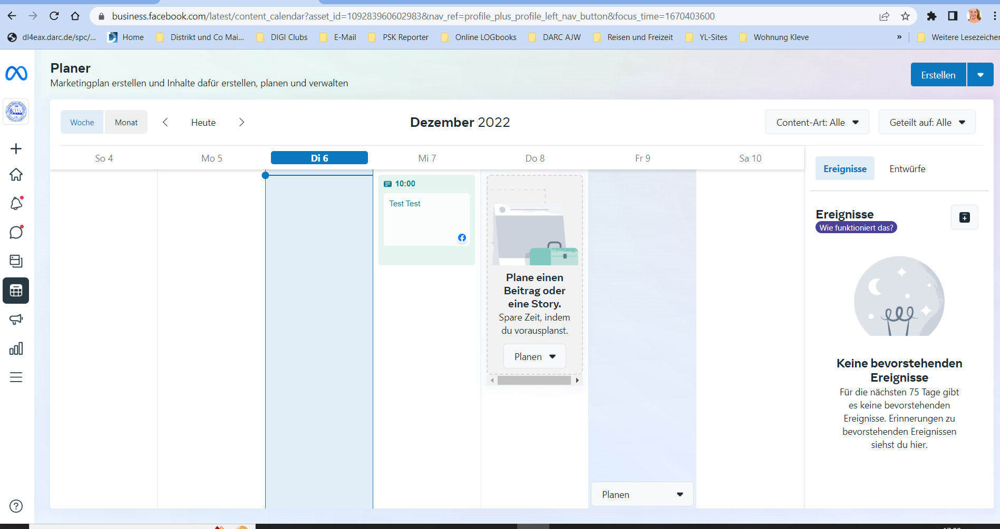 business.facebook.com/latest/content_calendar?asset_id=109283960602983&nav_ref=profile_plus_profile_left_nav_button&focus_time=1670403600
dl4eax.darc.de/spc/... Home Distrikt und Co Mai... DIGI Clubs E-Mail PSK Reporter Online LOGbooks DARC AJW Reisen und Freizeit YL-Sites Wohnung Kleve » Weitere Lesezeichen
Planer
Marketingplan erstellen und Inhalte dafür erstellen, planen und verwalten
Erstellen
Woche Monat Heute Dezember 2022 Content-Art: Alle Geteilt auf: Alle
So 4 Mo 5 Di 6 Mi 7 Do 8 Fr 9 Sa 10
Ereignisse Entwürfe
10:00
Test Test
Plane einen
Beitrag oder
eine Story.
Spare Zeit, indem
du vorausplanst.
Planen
Planen
Ereignisse
Wie funktioniert das?
Keine bevorstehenden
Ereignisse
Für die nächsten 75 Tage gibt
es keine bevorstehenden
Ereignisse. Erinnerungen zu
bevorstehenden Ereignissen
siehst du hier.